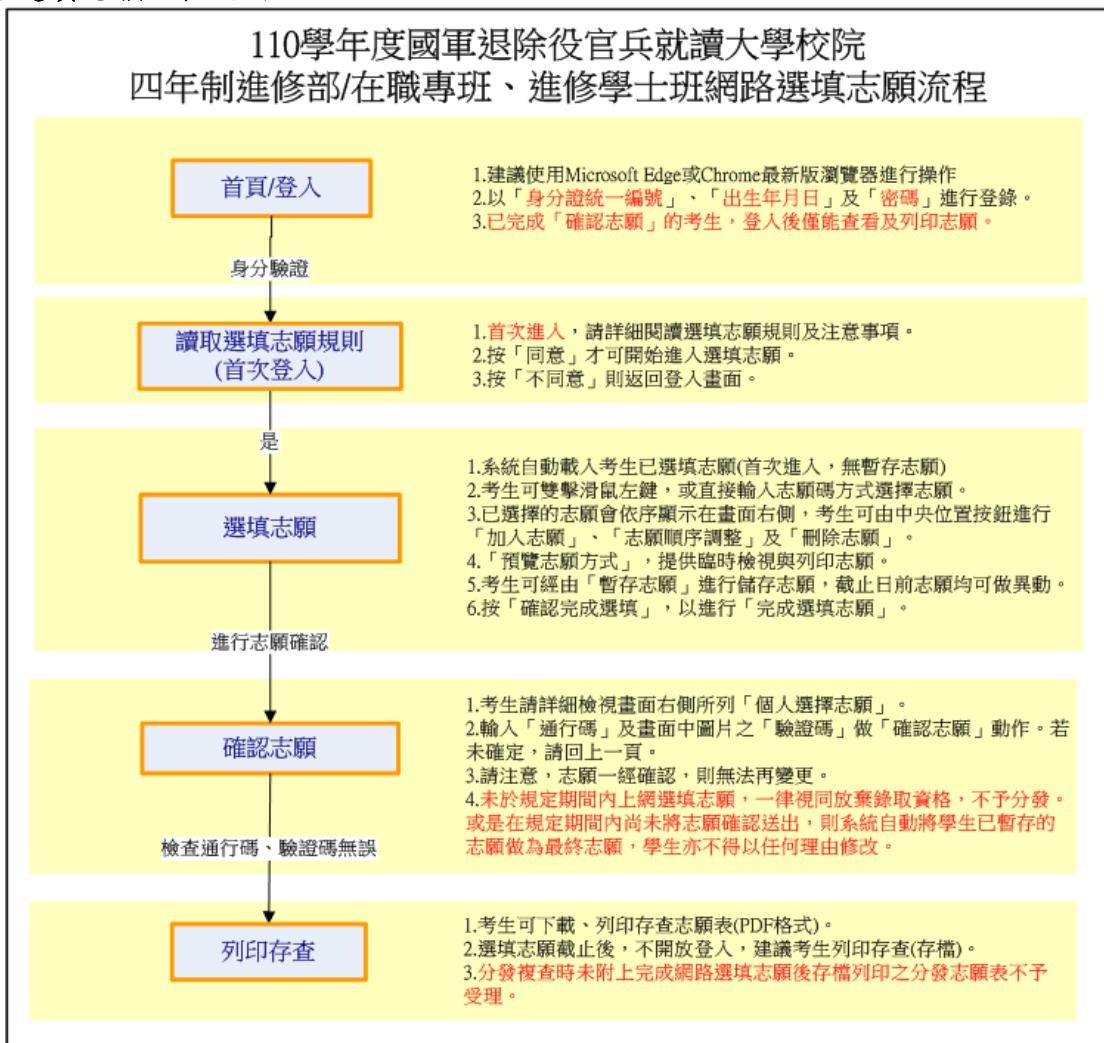 110學年度國軍退除役官兵就讀大學校院
四年制進修部/在職專班、進修學士班網路選填志願流程
首頁/登入
1.建議使用Microsoft Edge或Chrome最新版瀏覽器進行操作
2.以「身分證統一編號」、「出生年月日」及「密碼」進行登錄。
3.已完成「確認志願」的考生，登入後僅能查看及列印志願。
身分驗證
讀取選填志願規則
(首次登入)
1.首次進入，請詳細閱讀選填志願規則及注意事項。
2.按「同意」才可開始進入選填志願。
3.按「不同意」則返回登入畫面。
是
選填志願
1.系統自動載入考生已選填志願(首次進入，無暫存志願)
2.考生可雙擊滑鼠左鍵，或直接輸入志願碼方式選擇志願。
3.已選擇的志願會依序顯示在畫面右側，考生可由中央位置按鈕進行
「加入志願」、「志願順序調整」及「刪除志願」。
4.「預覽志願方式」，提供臨時檢視與列印志願。
5.考生可經由「暫存志願」進行儲存志願，截止日前志願均可做異動。
6.按「確認完成選填」，以進行「完成選填志願」。
進行志願確認
確認志願
1.考生請詳細檢視畫面右側所列「個人選擇志願」。
2.輸入「通行碼」及畫面中圖片之「驗證碼」做「確認志願」動作。若
未確定，請回上一頁。
3.請注意，志願一經確認，則無法再變更。
4.未於規定期間內上網選填志願，一律視同放棄錄取資格，不予分發。
或是在規定期間內尚未將志願確認送出，則系統自動將學生已暫存的
志願做為最終志願，學生亦不得以任何理由修改。
檢查通行碼、驗證碼無誤
列印存查
1.考生可下載、列印存查志願表(PDF格式)。
2.選填志願截止後，不開放登入，建議考生列印存查(存檔)。
3.分發複查時未附上完成網路選填志願後存檔列印之分發志願表不予
受理。